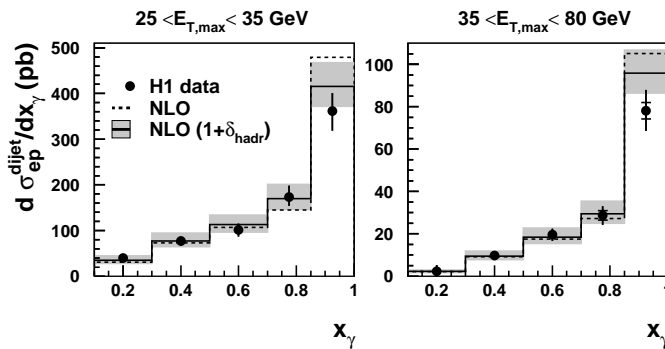 25 <E_T,max< 35 GeV
35 <E_T,max< 80 GeV
d σ_ep^dijet/dx_γ (pb)
500
400
300
200
100
0
H1 data
NLO
NLO (1+δ_hadr)
0.2 0.4 0.6 0.8 1
x_γ
100
80
60
40
20
0
0.2 0.4 0.6 0.8 1
x_γ